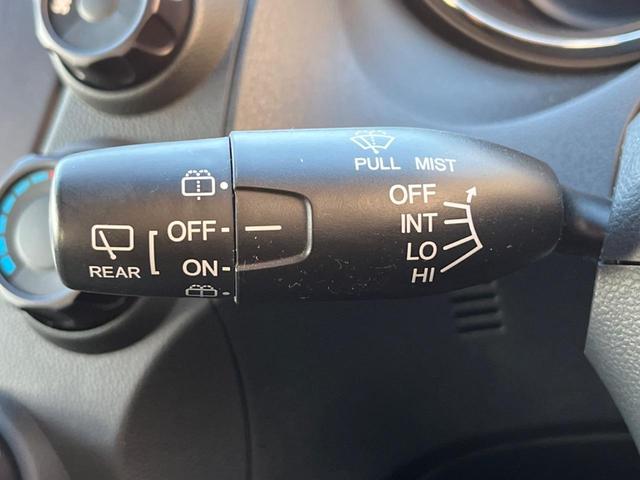 PULL MIST
OFF
INT
LO
HI
OFF
ON
REAR